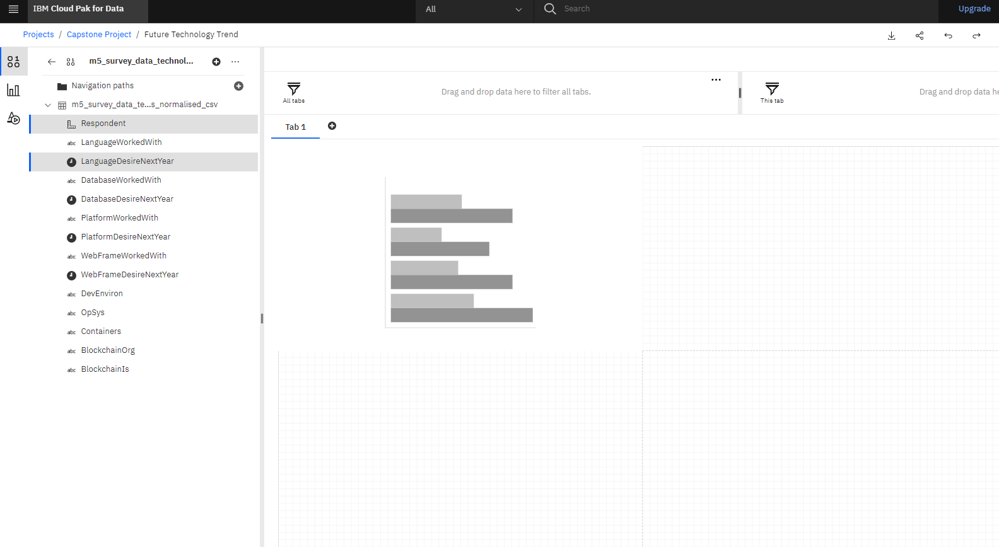 IBM Cloud Pak for Data
All
Search
Upgrade
Projects / Capstone Project / Future Technology Trend
m5_survey_data_technol...
Navigation paths
m5_survey_data_te...s_normalised_csv
Respondent
abc LanguageWorkedWith
LanguageDesireNextYear
abc DatabaseWorkedWith
DatabaseDesireNextYear
abc PlatformWorkedWith
PlatformDesireNextYear
abc WebFrameWorkedWith
WebFrameDesireNextYear
abc DevEnviron
abc OpSys
abc Containers
abc BlockchainOrg
abc BlockchainIs
All tabs
Drag and drop data here to filter all tabs.
This tab
Drag and drop data he
Tab 1